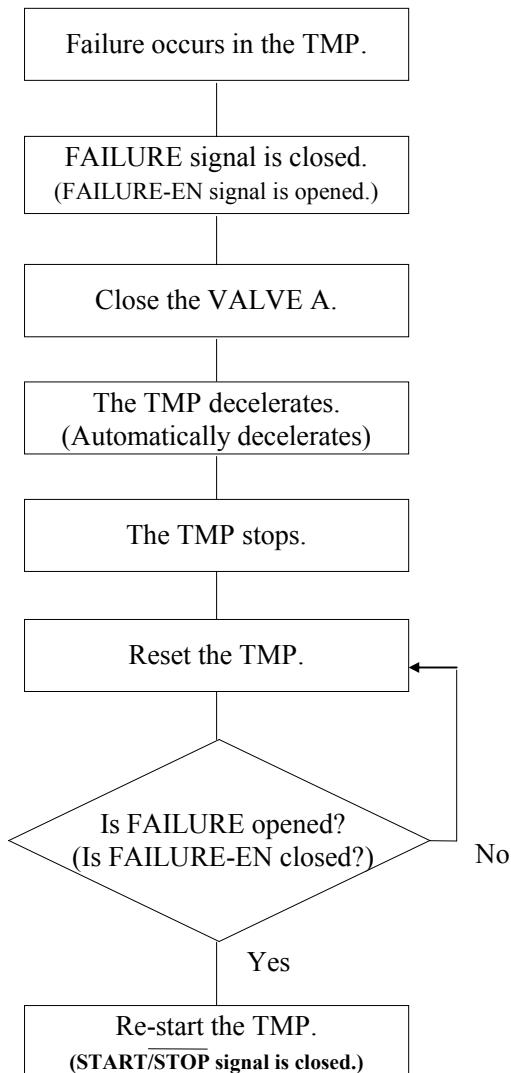 Failure occurs in the TMP.
FAILURE signal is closed.
(FAILURE-EN signal is opened.)
Close the VALVE A.
The TMP decelerates.
(Automatically decelerates)
The TMP stops.
Reset the TMP.
Is FAILURE opened?
(Is FAILURE-EN closed?)
No
Yes
Re-start the TMP.
(START/STOP signal is closed.)